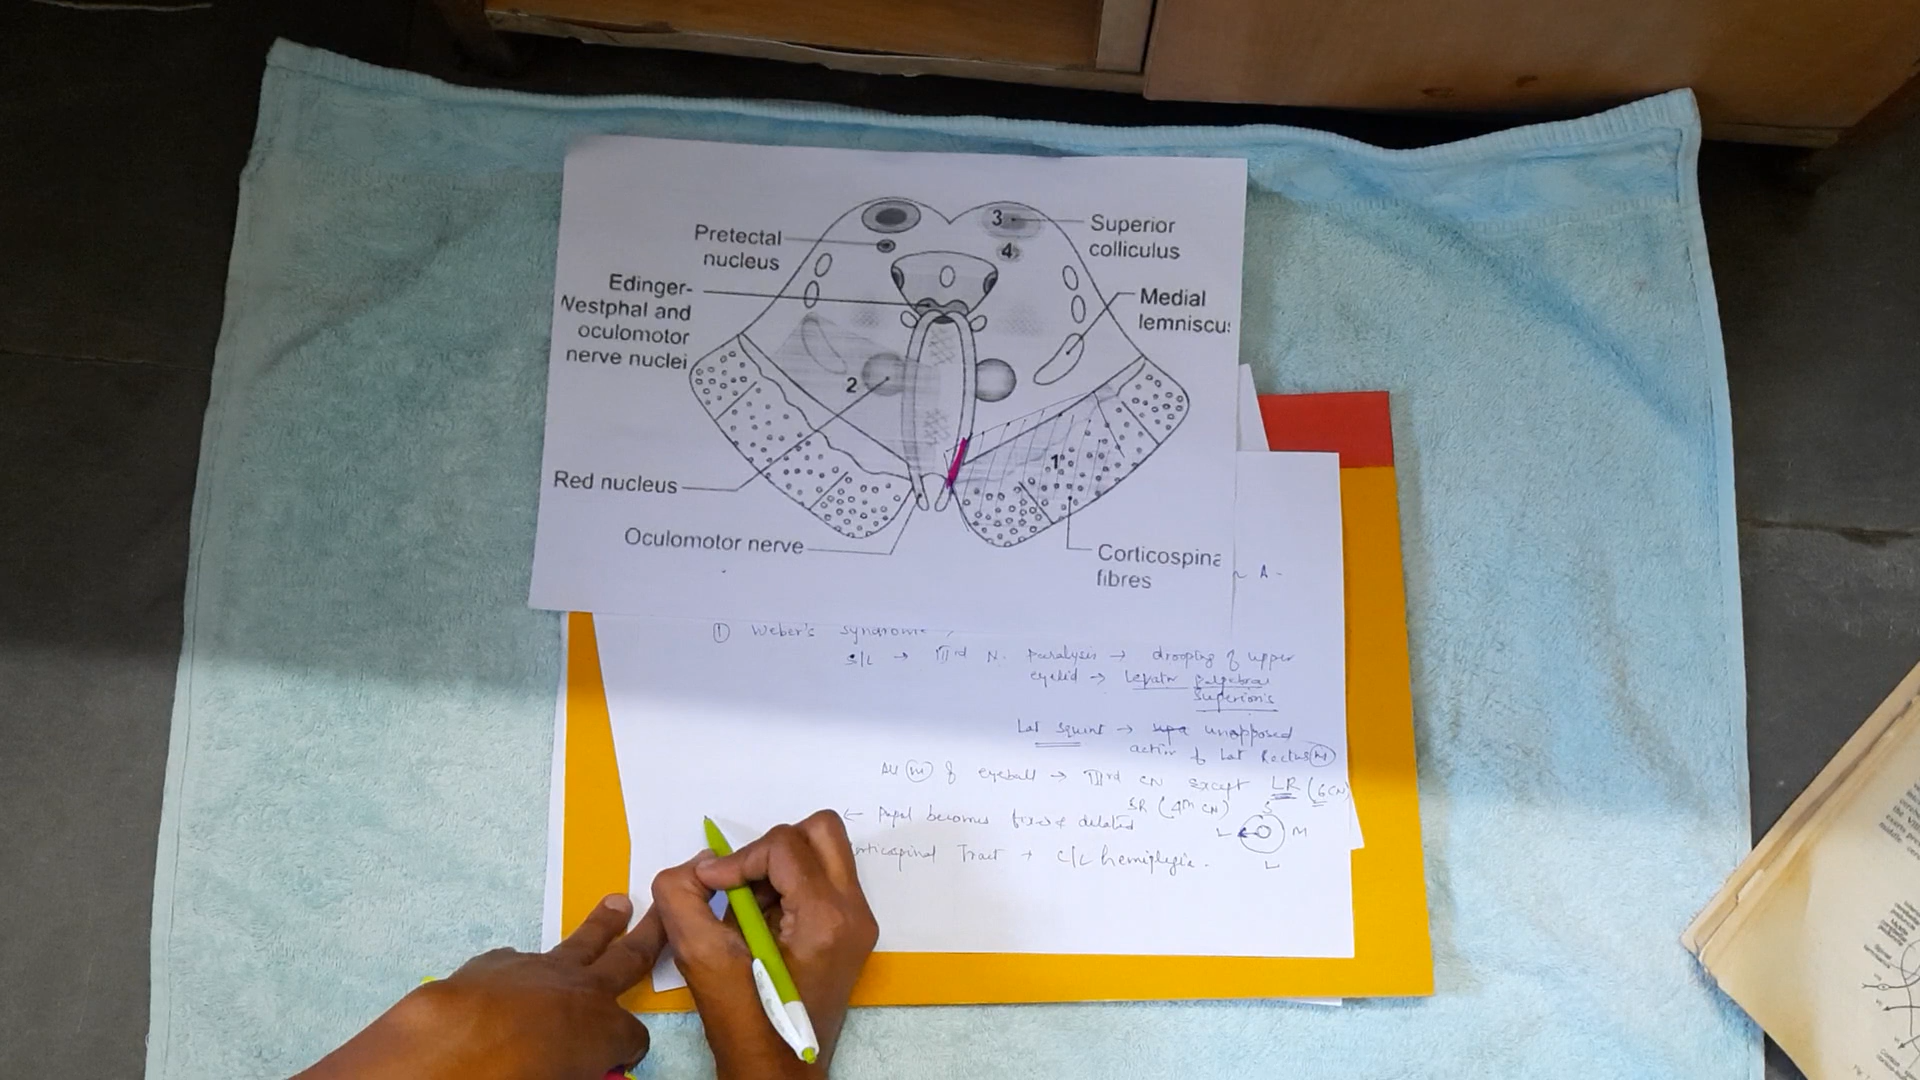 Pretectal
nucleus
Edinger-
Westphal and
oculomotor
nerve nuclei
Red nucleus
Oculomotor nerve
3
4
2
1
Superior
colliculus
Medial
lemniscus
Corticospina
fibres
A -
① Weber's syndrome,
S/L → IIIrd N. Paralysis → drooping of upper
eyelid → Levator palpebral
Superioris
Lat squint → unopposed
action of Lat Rectus (M)
All (M) of eyeball → IIIrd CN except LR (6CN)
SR (4th CN)
← Pupil becomes fixed & dilated
S
L
M
L
orticospinal Tract → C/L hemiplegia.